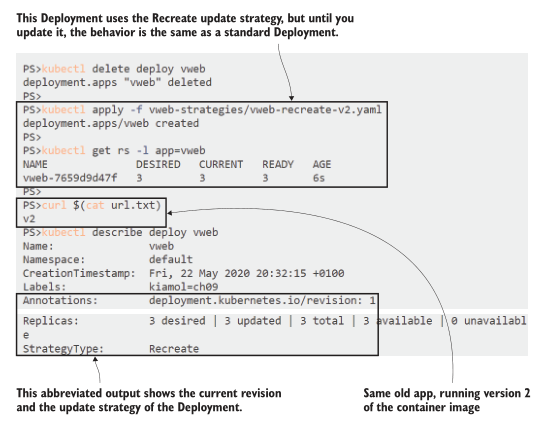 This Deployment uses the Recreate update strategy, but until you
update it, the behavior is the same as a standard Deployment.
PS>kubectl delete deploy vweb
deployment.apps "vweb" deleted
PS>
PS>kubectl apply -f vweb-strategies/vweb-recreate-v2.yaml
deployment.apps/vweb created
PS>
PS>kubectl get rs -l app=vweb
NAME DESIRED CURRENT READY AGE
vweb-7659d9d47f 3 3 3 6s
PS>
PS>curl $(cat url.txt)
v2
PS>kubectl describe deploy vweb
Name: vweb
Namespace: default
CreationTimestamp: Fri, 22 May 2020 20:32:15 +0100
Labels: kiamol=ch09
Annotations: deployment.kubernetes.io/revision: 1
Replicas: 3 desired | 3 updated | 3 total | 3 available | 0 unavailabl
e
StrategyType: Recreate
This abbreviated output shows the current revision
and the update strategy of the Deployment.
Same old app, running version 2
of the container image